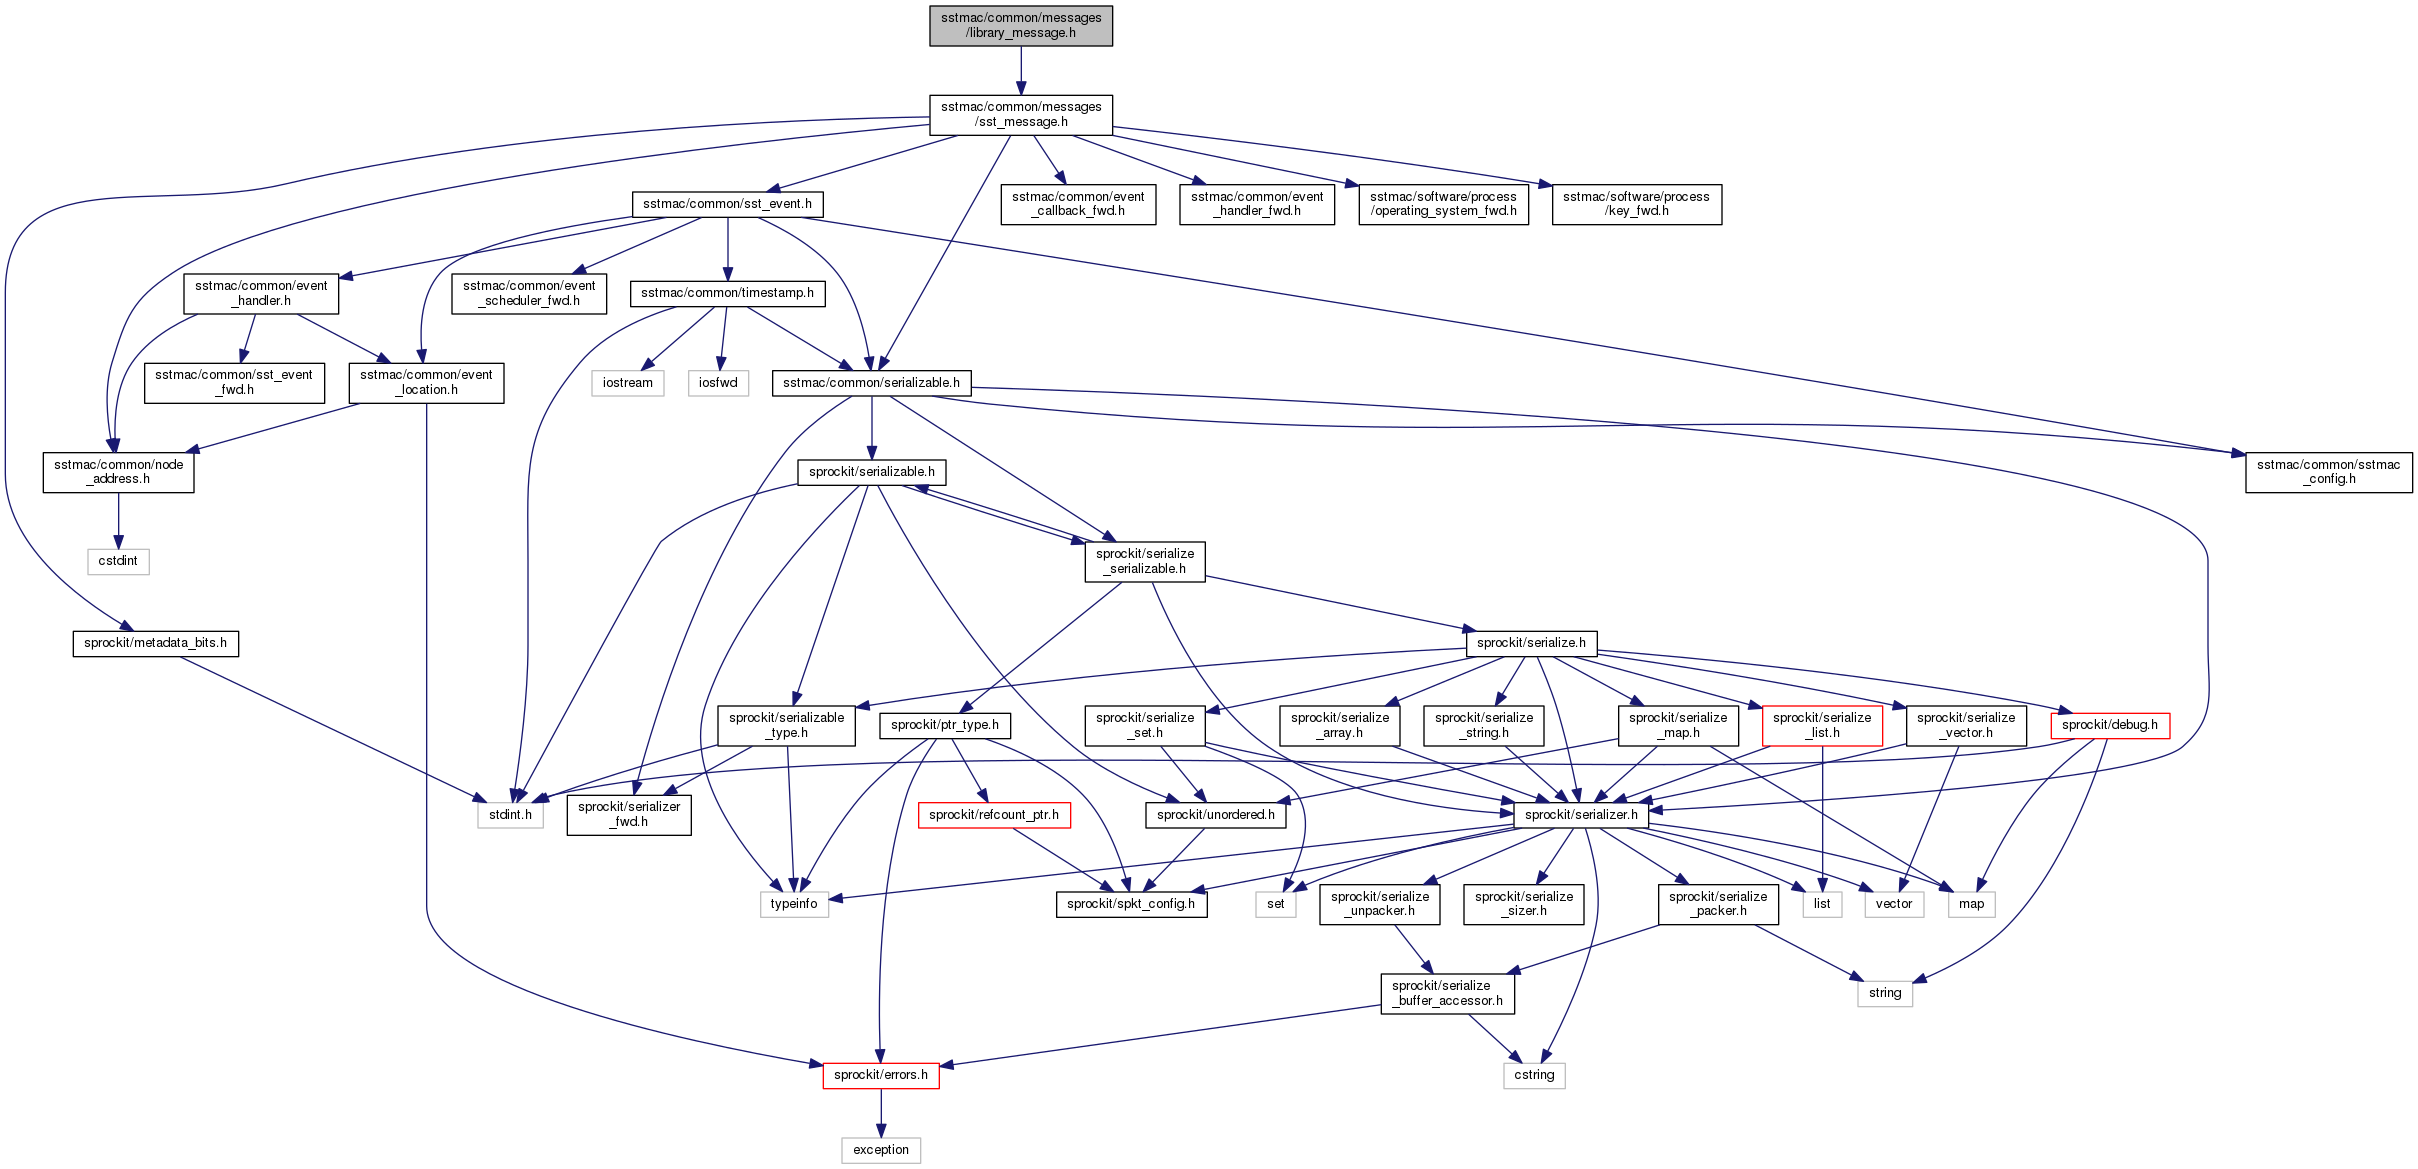 sstmac/common/messages
/library_message.h
sstmac/common/messages
/sst_message.h
sstmac/common/sst_event.h
sstmac/common/event
_callback_fwd.h
sstmac/common/event
_handler_fwd.h
sstmac/software/process
/operating_system_fwd.h
sstmac/software/process
/key_fwd.h
sstmac/common/event
_handler.h
sstmac/common/event
_scheduler_fwd.h
sstmac/common/timestamp.h
sstmac/common/sst_event
_fwd.h
sstmac/common/event
_location.h
iostream
iosfwd
sstmac/common/serializable.h
sstmac/common/node
_address.h
sprockit/serializable.h
sstmac/common/sstmac
_config.h
cstdint
sprockit/serialize
_serializable.h
sprockit/metadata_bits.h
sprockit/serialize.h
sprockit/serializable
_type.h
sprockit/ptr_type.h
sprockit/serialize
_set.h
sprockit/serialize
_array.h
sprockit/serialize
_string.h
sprockit/serialize
_map.h
sprockit/serialize
_list.h
sprockit/serialize
_vector.h
sprockit/debug.h
stdint.h
sprockit/serializer
_fwd.h
sprockit/refcount_ptr.h
sprockit/unordered.h
sprockit/serializer.h
typeinfo
sprockit/spkt_config.h
set
sprockit/serialize
_unpacker.h
sprockit/serialize
_sizer.h
sprockit/serialize
_packer.h
list
vector
map
sprockit/serialize
_buffer_accessor.h
string
sprockit/errors.h
cstring
exception